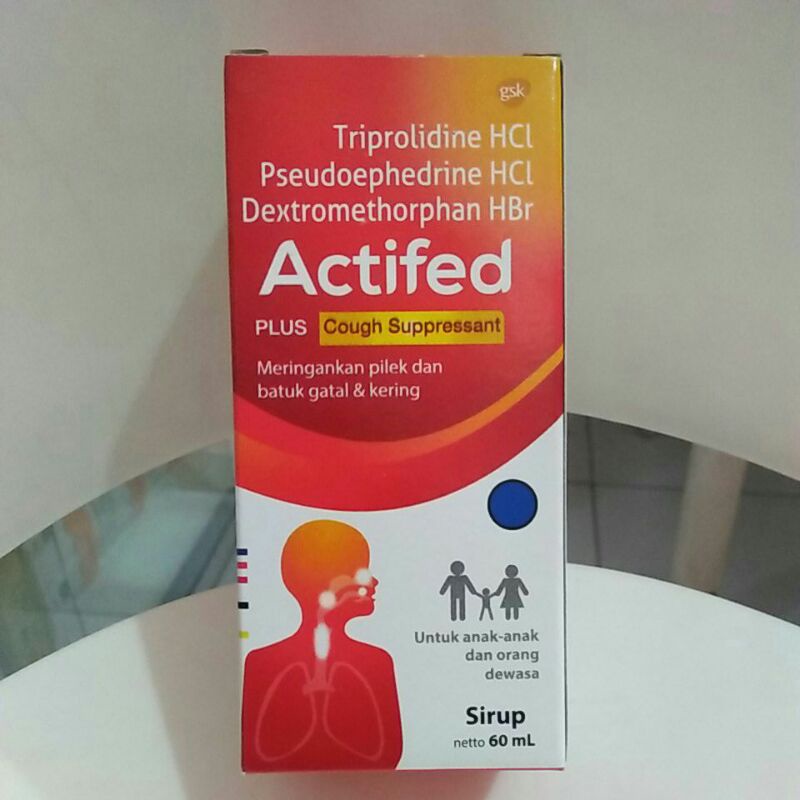 gsk
Triprolidine HCl
Pseudoephedrine HCl
Dextromethorphan HBr
Actifed
PLUS Cough Suppressant
Meringankan pilek dan
batuk gatal & kering
Untuk anak-anak
dan orang
dewasa
Sirup
netto 60 mL